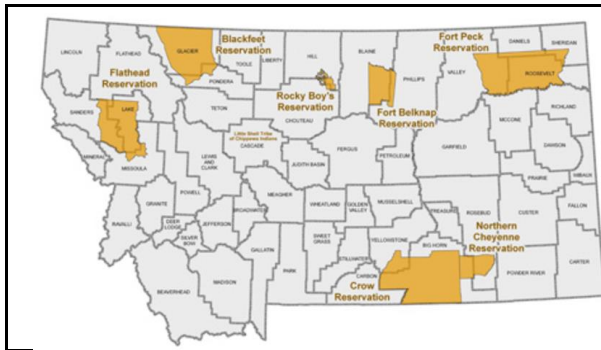 Blackfeet
Reservation
Fort Peck
Reservation
DANIELS
SHERIDAN
LINCOLN
FLATHEAD
GLACIER
TOOLE
LIBERTY
HILL
BLAINE
PHILLIPS
VALLEY
ROOSEVELT
Flathead
Reservation
PONDERA
Rocky Boy's
Reservation
Fort Belknap
Reservation
SANDERS
LAKE
TETON
CHOUTEAU
RICHLAND
MCCONE
Little Shell Tribe
of Chippewa Indians
CASCADE
MINERAL
MISSOULA
LEWIS
AND
CLARK
JUDITH BASIN
FERGUS
PETROLEUM
GARFIELD
DAWSON
PRAIRIE
WIBAUX
POWELL
MEAGHER
WHEATLAND
GOLDEN
VALLEY
MUSSELSHELL
TREASURE
ROSEBUD
CUSTER
FALLON
RAVALLI
GRANITE
DEER
LODGE
SILVER
BOW
JEFFERSON
BROADWATER
Northern
Cheyenne
Reservation
GALLATIN
PARK
SWEET
GRASS
STILLWATER
YELLOWSTONE
BIG HORN
CARBON
Crow
Reservation
POWDER RIVER
CARTER
BEAVERHEAD
MADISON